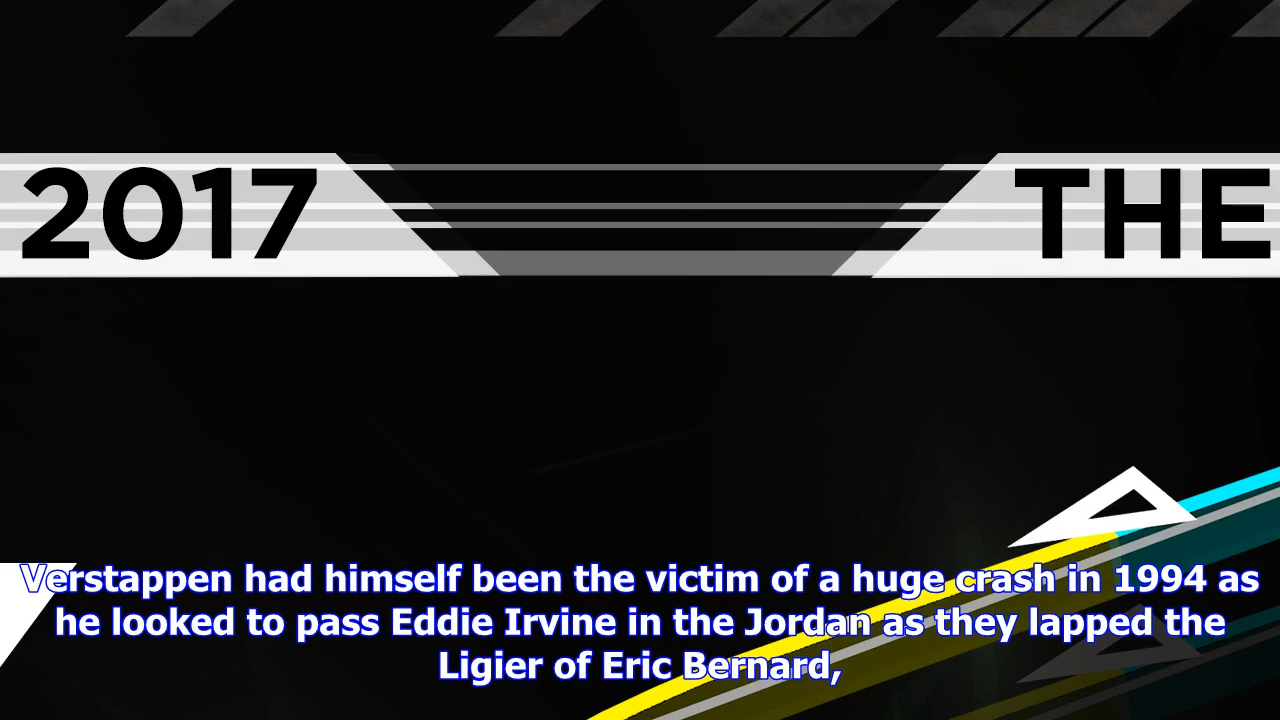 2017
THE
Verstappen had himself been the victim of a huge crash in 1994 as
he looked to pass Eddie Irvine in the Jordan as they lapped the
Ligier of Eric Bernard,